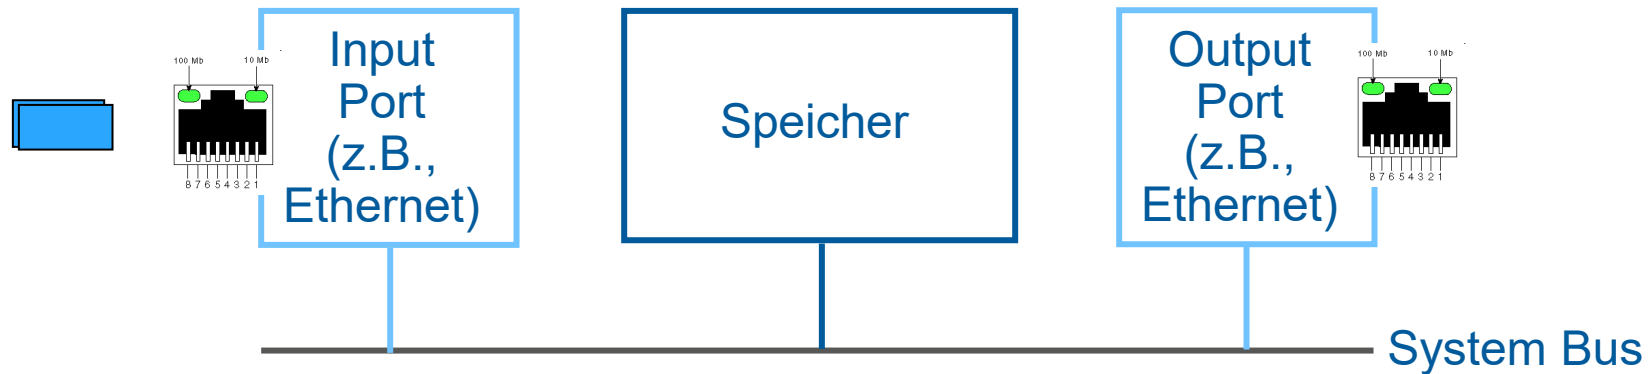 Input
Port
(z.B.,
Ethernet)
100 Mb
10 Mb
8 7 6 5 4 3 2 1
Speicher
Output
Port
(z.B.,
Ethernet)
100 Mb
10 Mb
8 7 6 5 4 3 2 1
System Bus